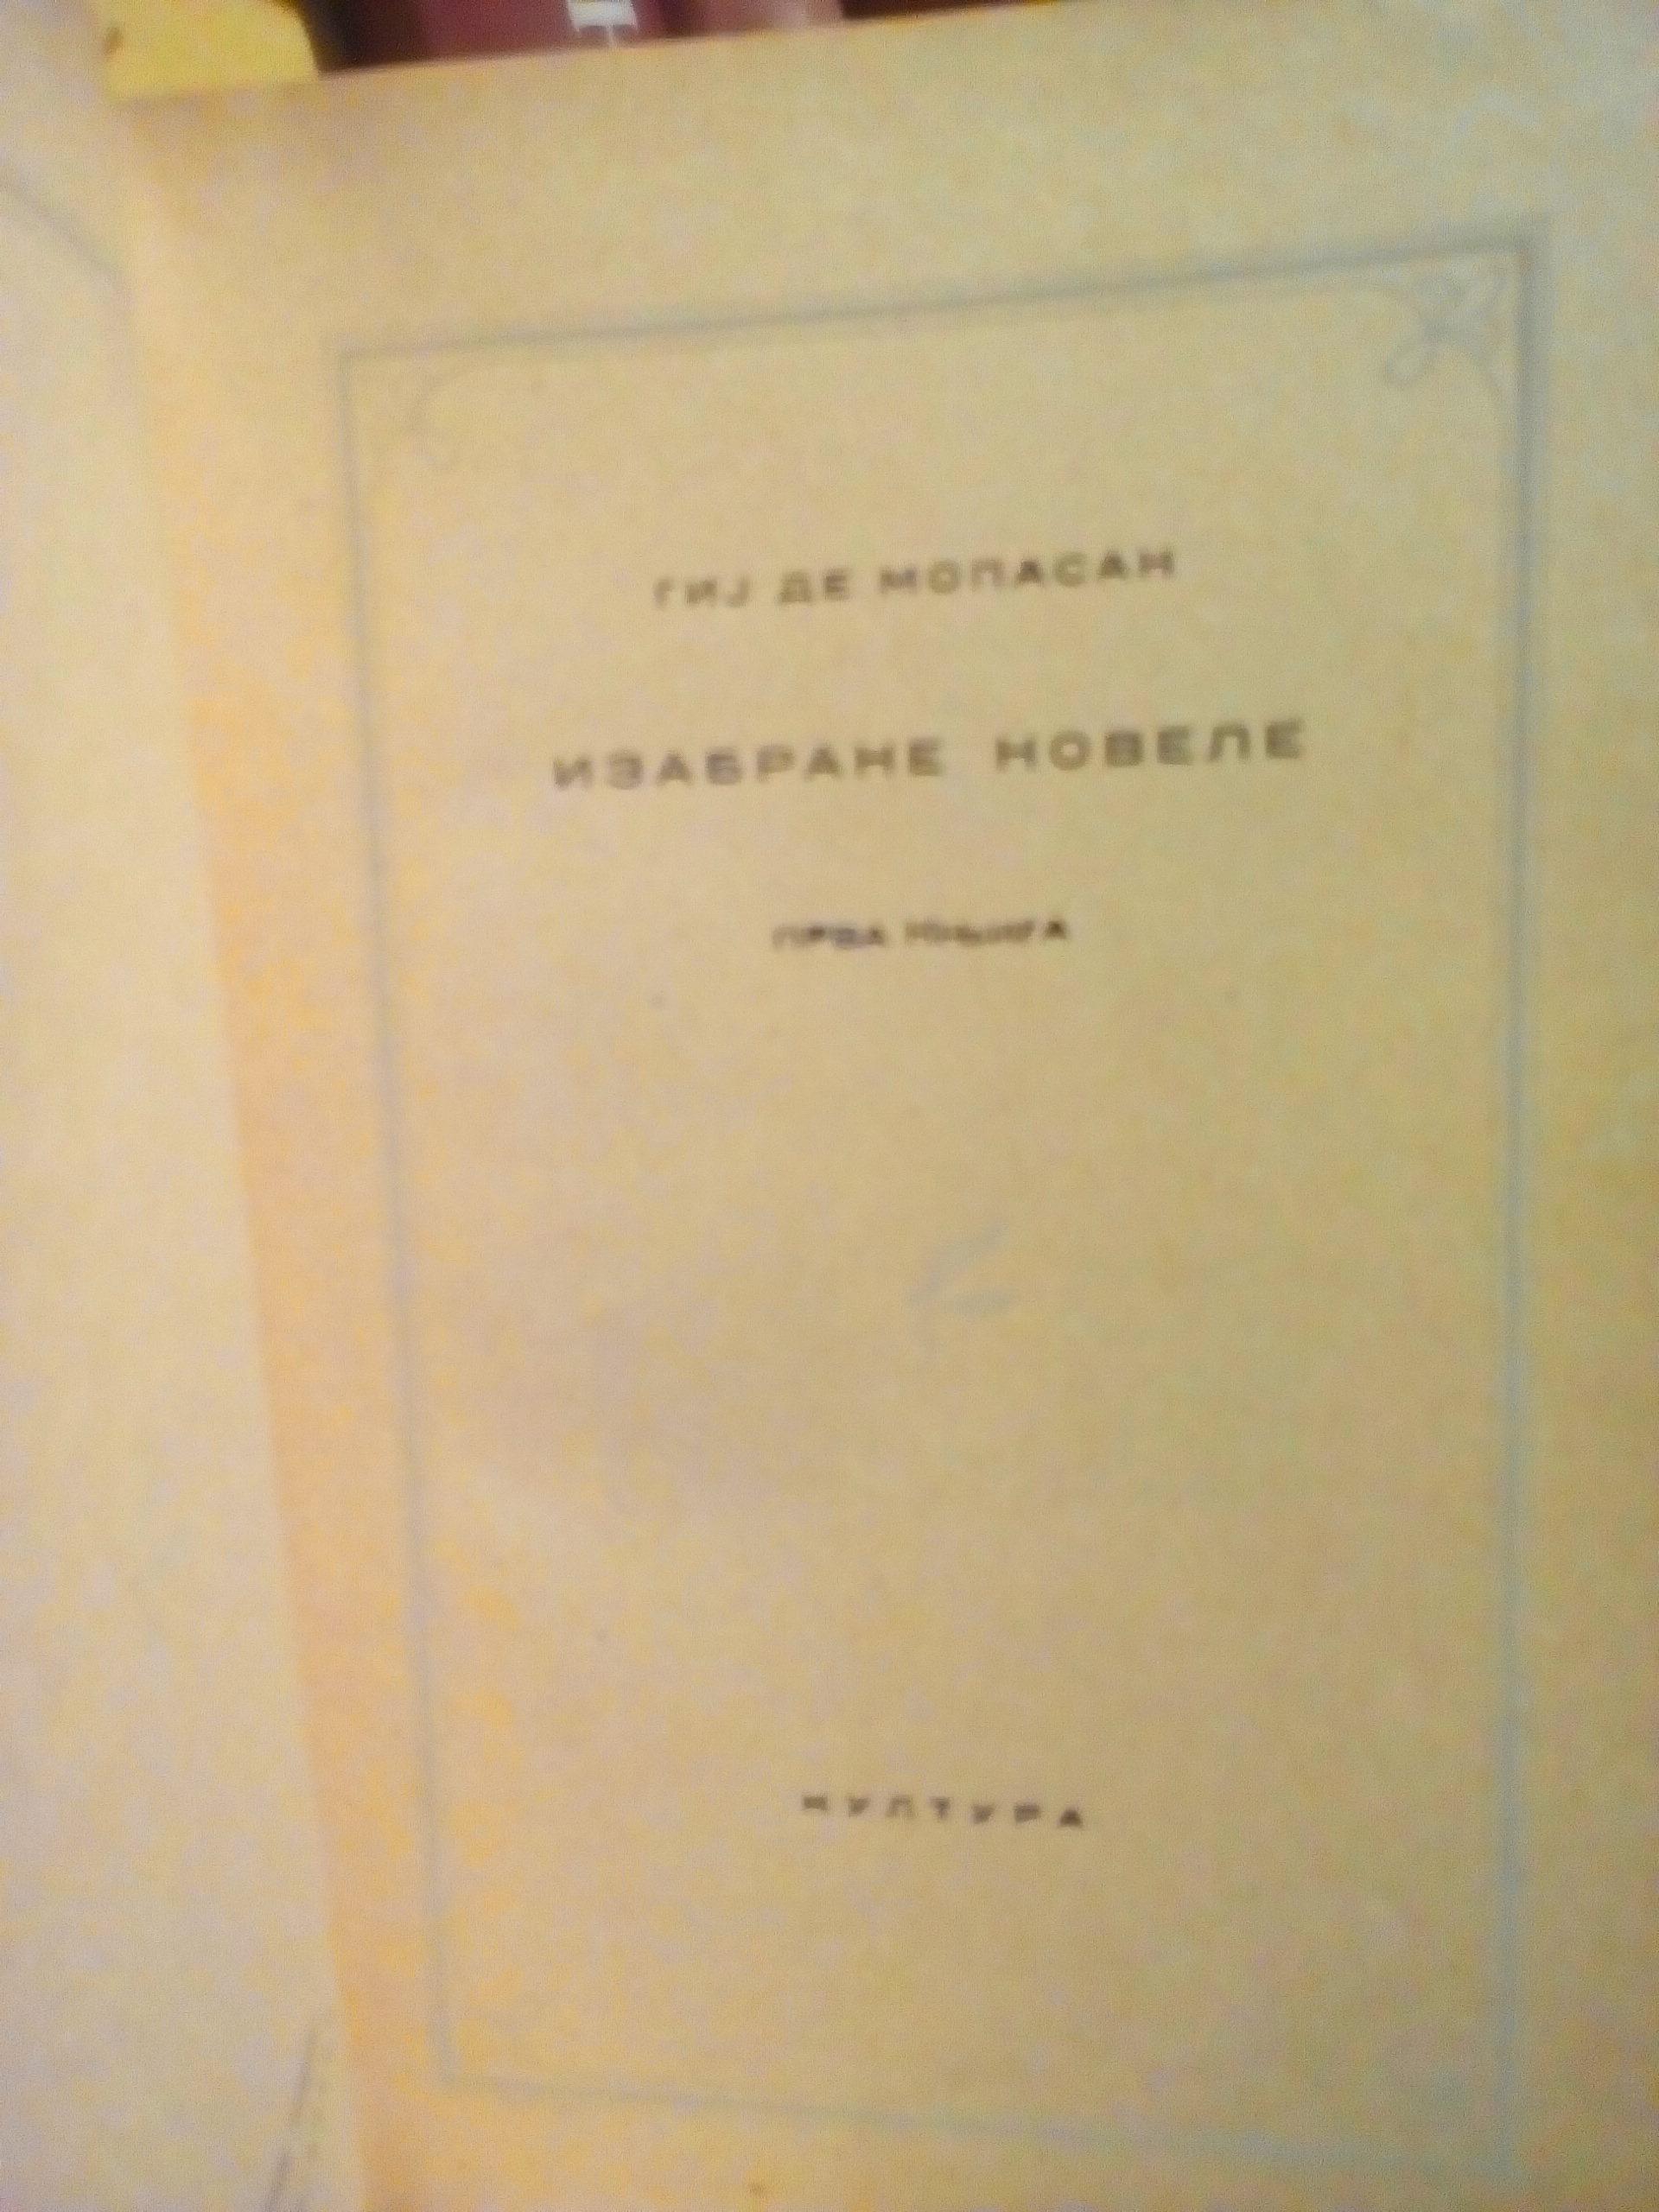 ГИЈ ДЕ МОПАСАН
ИЗАБРАНЕ НОВЕЛЕ
ПРВА КЊИГА
КУЛТУРА